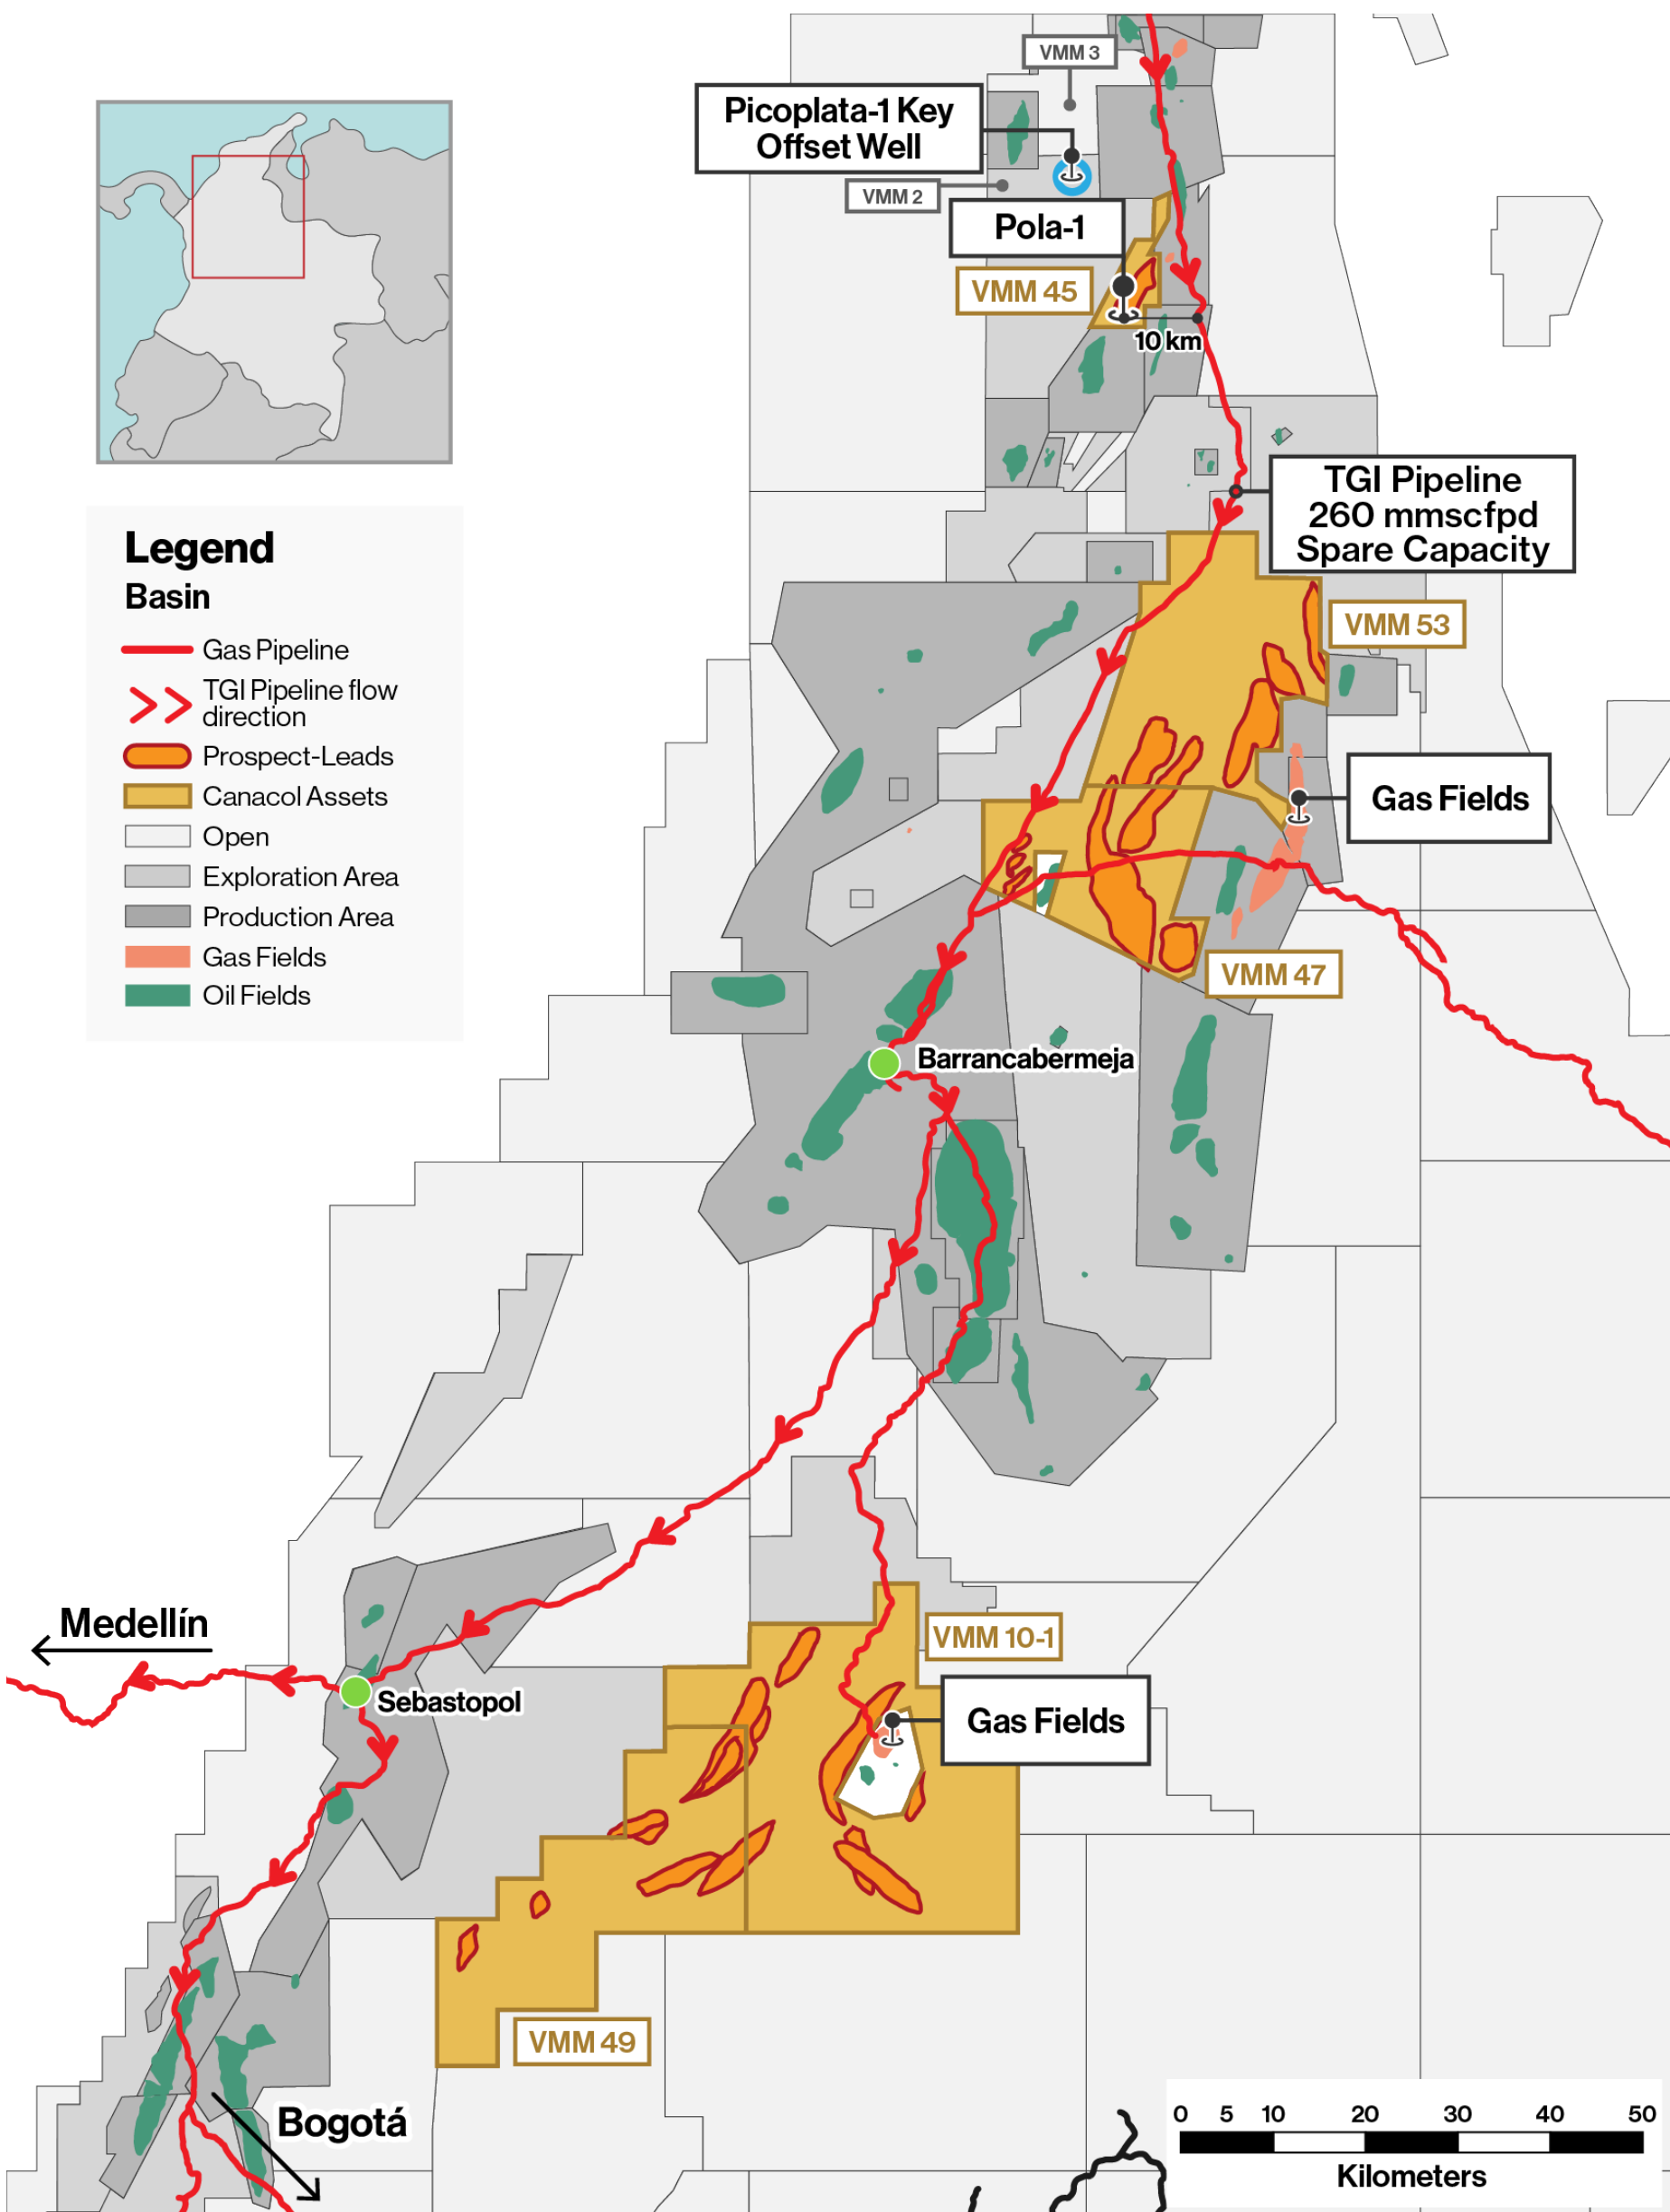 VMM 3
Picoplata-1 Key
Offset Well
VMM 2
Pola-1
VMM 45
10 km
TGI Pipeline
260 mmscfpd
Spare Capacity
Legend
Basin
Gas Pipeline
TGI Pipeline flow
direction
Prospect-Leads
Canacol Assets
Open
Exploration Area
Production Area
Gas Fields
Oil Fields
VMM 53
Gas Fields
VMM 47
Barrancabermeja
Medellín
Sebastopol
VMM 10-1
Gas Fields
VMM 49
Bogotá
0 5 10 20 30 40 50
Kilometers